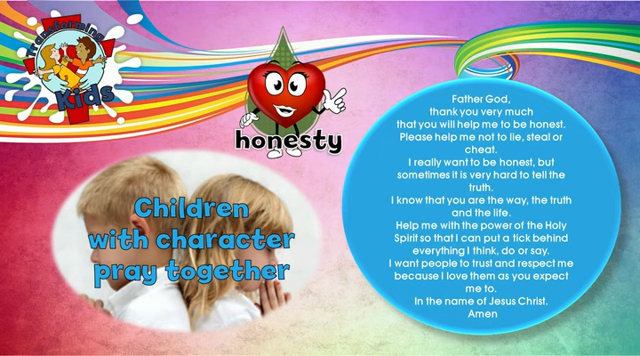 Transforming
Kids
honesty
Children
with character
pray together
Father God,
thank you very much
that you will help me to be honest.
Please help me not to lie, steal or
cheat.
I really want to be honest, but
sometimes it is very hard to tell the
truth.
I know that you are the way, the truth
and the life.
Help me with the power of the Holy
Spirit so that I can put a tick behind
everything I think, do or say.
I want people to trust and respect me
because I love them as you expect
me to.
In the name of Jesus Christ.
Amen